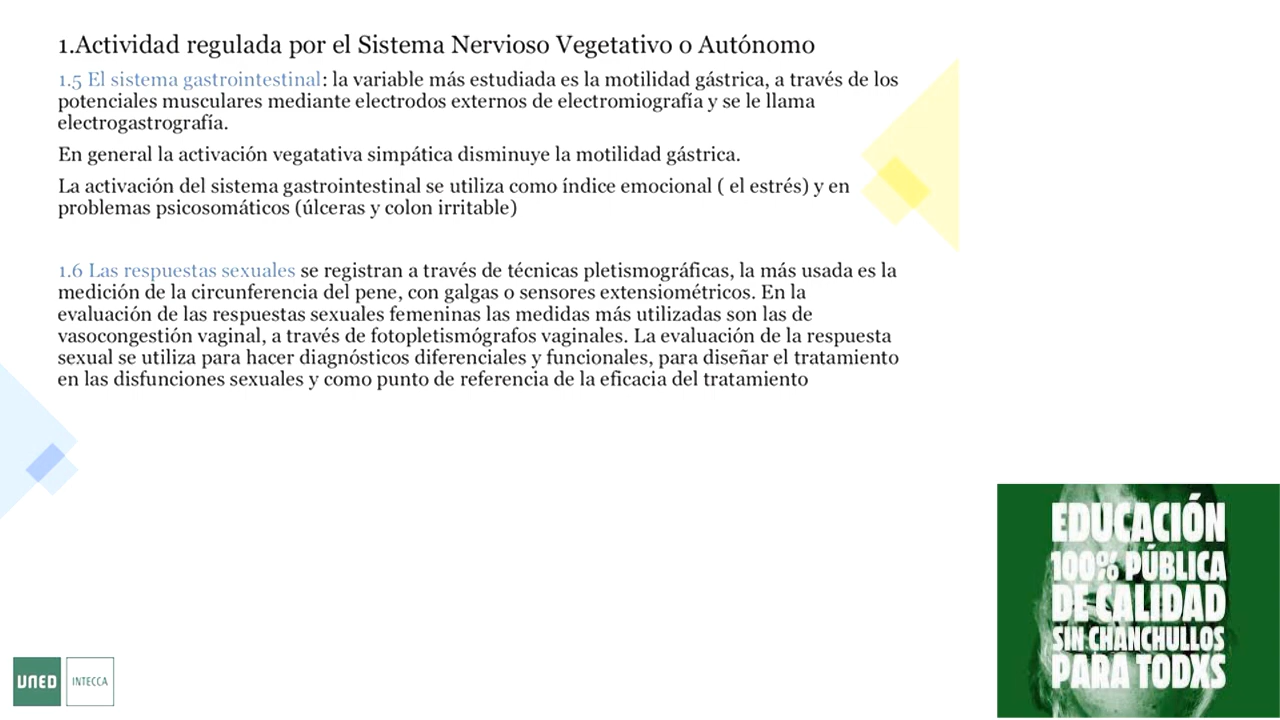 1.Actividad regulada por el Sistema Nervioso Vegetativo o Autónomo
1.5 El sistema gastrointestinal: la variable más estudiada es la motilidad gástrica, a través de los
potenciales musculares mediante electrodos externos de electromiografía y se le llama
electrogastrografía.
En general la activación vegatativa simpática disminuye la motilidad gástrica.
La activación del sistema gastrointestinal se utiliza como índice emocional ( el estrés) y en
problemas psicosomáticos (úlceras y colon irritable)
1.6 Las respuestas sexuales se registran a través de técnicas pletismográficas, la más usada es la
medición de la circunferencia del pene, con galgas o sensores extensiométricos. En la
evaluación de las respuestas sexuales femeninas las medidas más utilizadas son las de
vasocongestión vaginal, a través de fotopletismógrafos vaginales. La evaluación de la respuesta
sexual se utiliza para hacer diagnósticos diferenciales y funcionales, para diseñar el tratamiento
en las disfunciones sexuales y como punto de referencia de la eficacia del tratamiento
EDUCACIÓN
100% PÚBLICA
DE CALIDAD
SIN CHANCHULLOS
PARA TODXS
UNED INTECCA